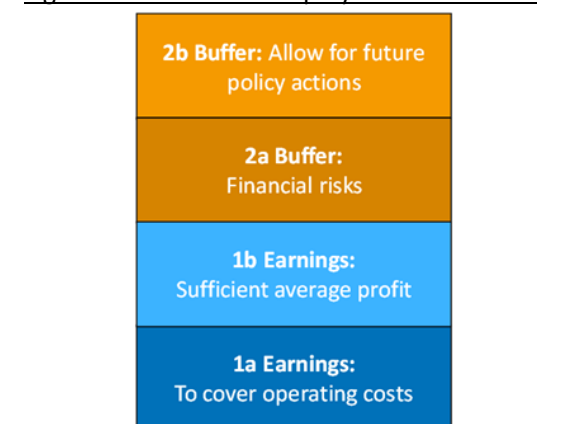 2b Buffer: Allow for future
policy actions
2a Buffer:
Financial risks
1b Earnings:
Sufficient average profit
1a Earnings:
To cover operating costs